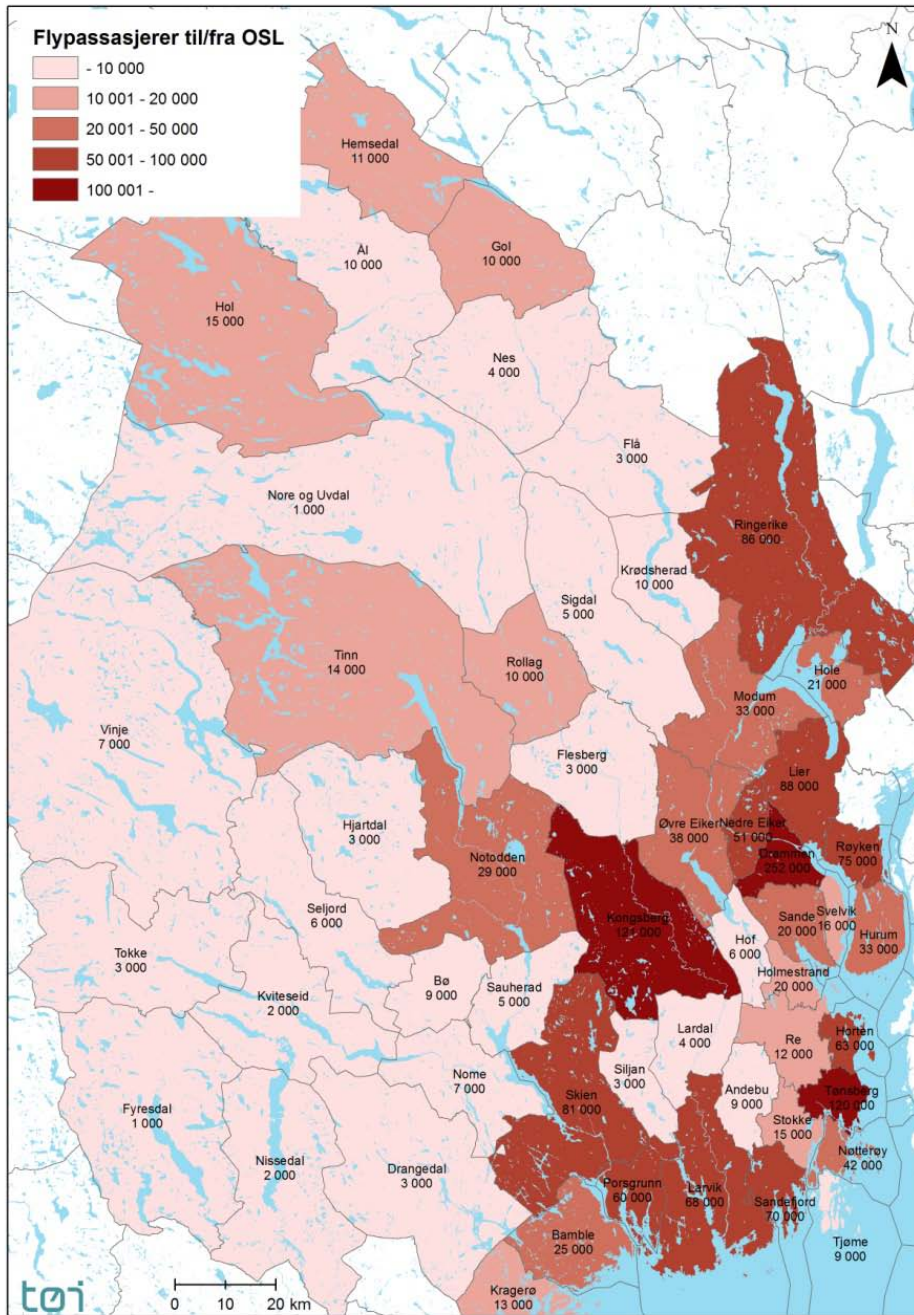 Flypassasjerer til/fra OSL
- 10 000
10 001 - 20 000
20 001 - 50 000
50 001 - 100 000
100 001 -
N
Hemsedal
11 000
Ål
10 000
Gol
10 000
Hol
15 000
Nes
4 000
Flå
3 000
Nore og Uvdal
1 000
Ringerike
86 000
Krødsherad
10 000
Sigdal
5 000
Tinn
14 000
Rollag
10 000
Hole
21 000
Modum
33 000
Vinje
7 000
Flesberg
3 000
Lier
88 000
Hjartdal
3 000
Øvre Eiker
38 000
Nedre Eiker
51 000
Notodden
29 000
Drammen
252 000
Røyken
75 000
Kongsberg
121 000
Seljord
6 000
Svelvik
16 000
Sande
20 000
Hof
6 000
Hurum
33 000
Tokke
3 000
Bø
9 000
Sauherad
5 000
Holmestrand
20 000
Kviteseid
2 000
Lardal
4 000
Re
12 000
Horten
63 000
Nome
7 000
Siljan
3 000
Andebu
9 000
Tønsberg
120 000
Skien
81 000
Fyresdal
1 000
Stokke
15 000
Nøtterøy
42 000
Nissedal
2 000
Drangedal
3 000
Porsgrunn
60 000
Larvik
68 000
Sandefjord
70 000
Bamble
25 000
Tjøme
9 000
Kragerø
13 000
tøi
0 10 20 km